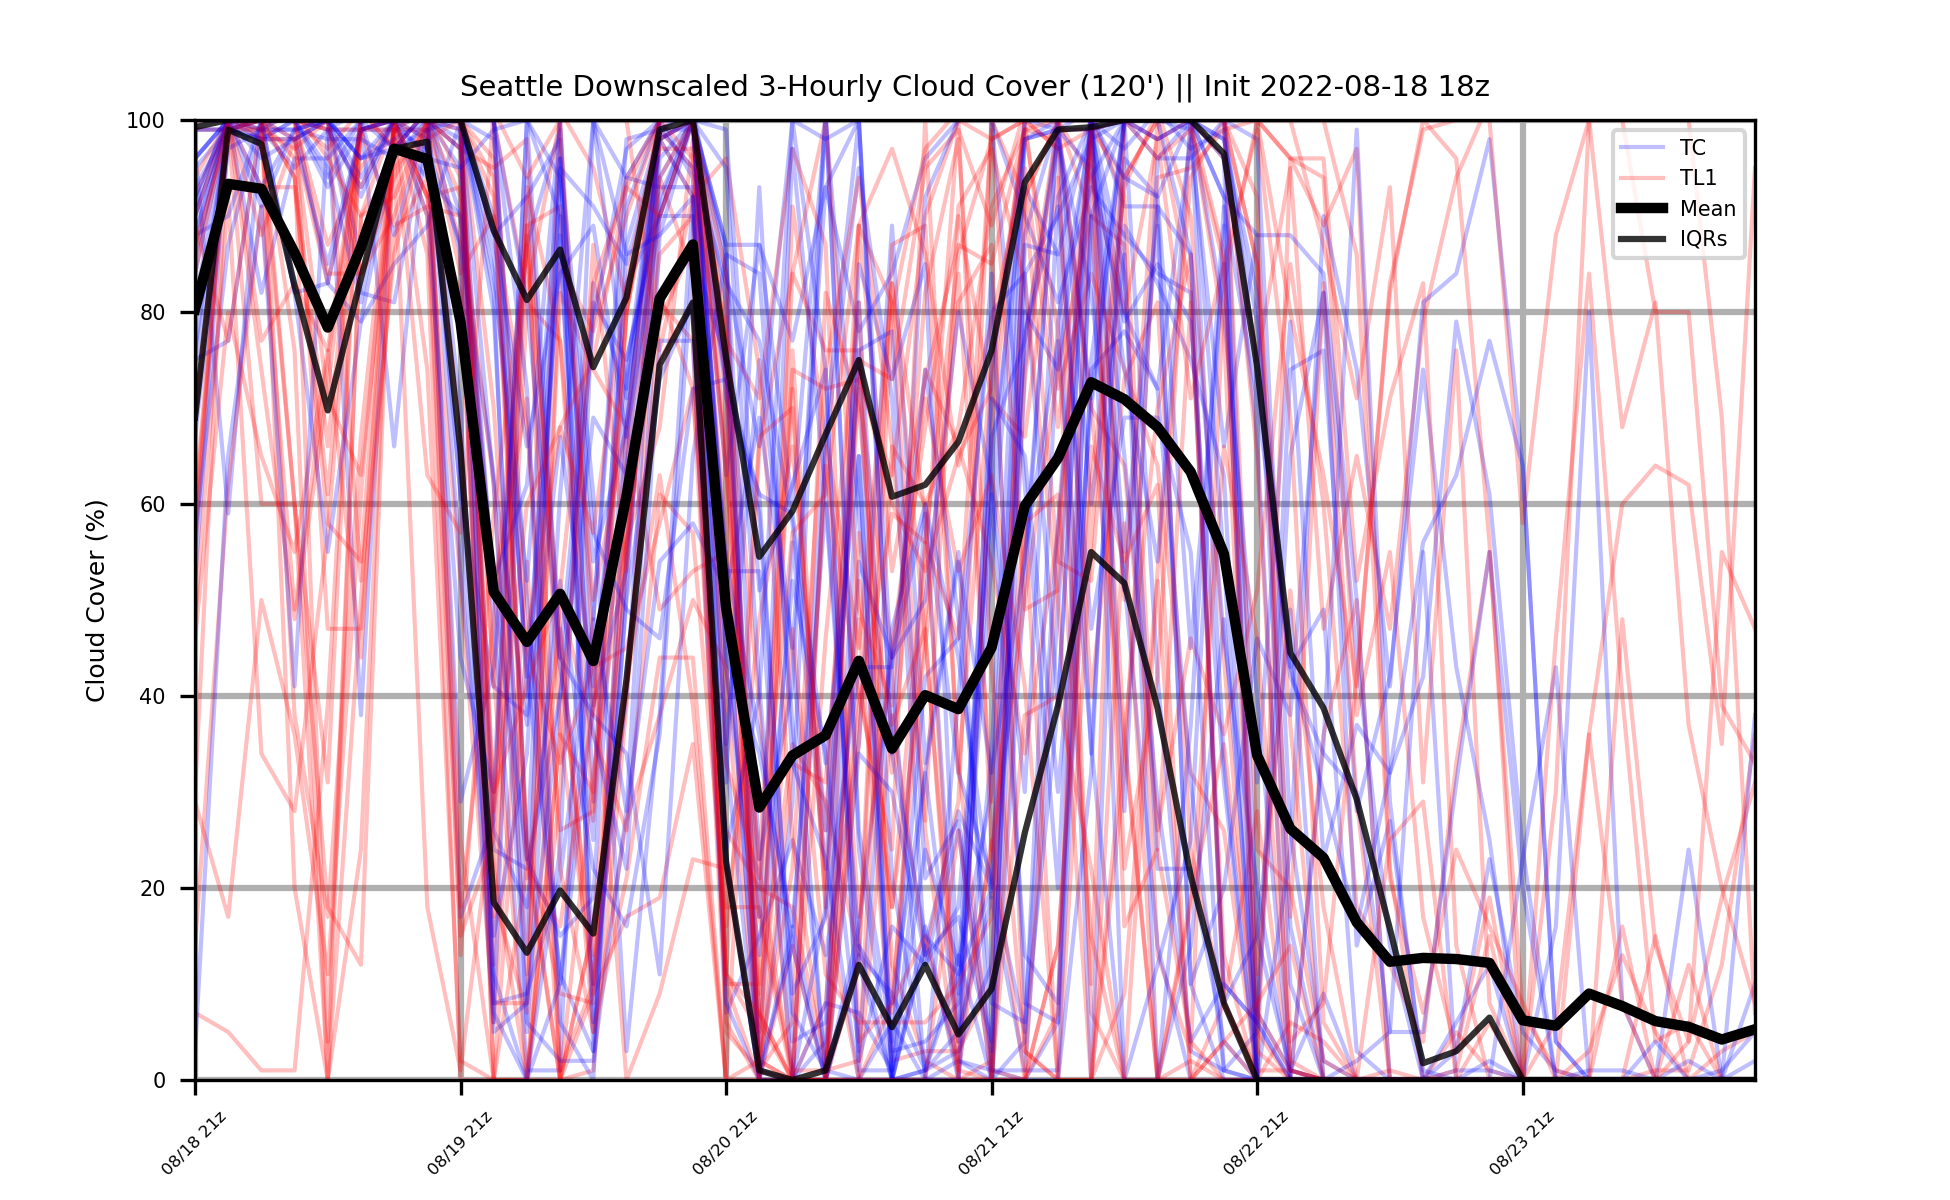 Seattle Downscaled 3-Hourly Cloud Cover (120') || Init 2022-08-18 18z
Cloud Cover (%)
100
80
60
40
20
0
TC
TL1
Mean
IQRs
08/18 21z
08/19 21z
08/20 21z
08/21 21z
08/22 21z
08/23 21z